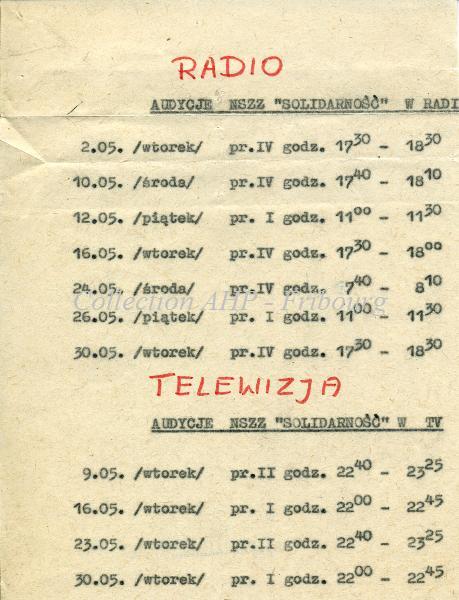 RADIO
AUDYCJE NSZZ "SOLIDARNOŚĆ" W RADI
2.05. /wtorek/ pr.IV godz. 17³⁰ - 18³⁰
10.05. /środa/ pr.IV godz. 17⁴⁰ - 18¹⁰
12.05. /piątek/ pr. I godz. 11⁰⁰ - 11³⁰
16.05. /wtorek/ pr.IV godz. 17³⁰ - 18⁰⁰
24.05. /środa/ pr.IV godz. 7⁴⁰ - 8¹⁰
Collection AHP - Fribourg
26.05. /piątek/ pr. I godz. 11⁰⁰ - 11³⁰
30.05. /wtorek/ pr.IV godz. 17³⁰ - 18³⁰
TELEWIZJA
AUDYCJE NSZZ "SOLIDARNOŚĆ" W TV
9.05. /wtorek/ pr.II godz. 22⁴⁰ - 23²⁵
16.05. /wtorek/ pr. I godz. 22⁰⁰ - 22⁴⁵
23.05. /wtorek/ pr.II godz. 22⁴⁰ - 23²⁵
30.05. /wtorek/ pr. I godz. 22⁰⁰ - 22⁴⁵